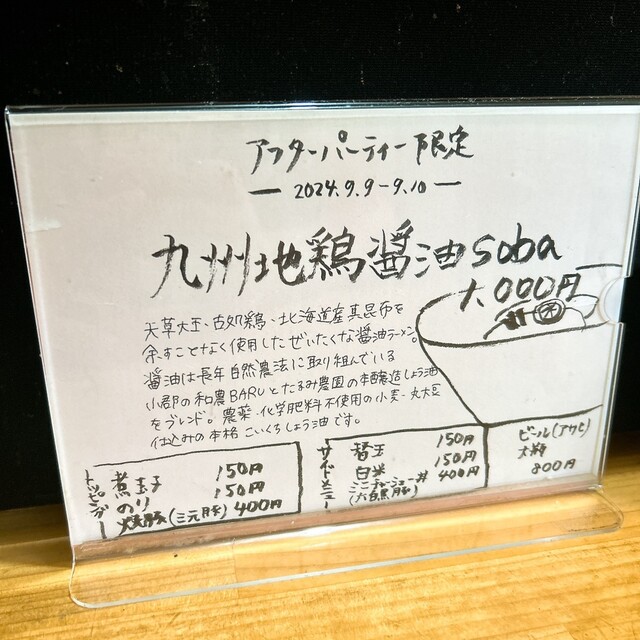 アフターパーティー限定
2024.9.9-9.10
九州地鶏醤油soba
1,000円
天草大王、古処鶏、北海道産真昆布を
余すことなく使用したぜいたくな醤油ラーメン。
醤油は長年自然農法に取り組んでいる
小郡の和農BARUとたるみ農園の本醸造しょう油
をブレンド。農薬・化学肥料不使用の小麦・丸大豆
仕込みの本格こいくちしょう油です。
トッピング
煮玉子 150円
のり 150円
焼豚(三元豚) 400円
サイドメニュー
替玉 150円
白米 150円
ミニチャーシュー丼 400円
(六白黒豚)
ビール(アサヒ)
大瓶
800円